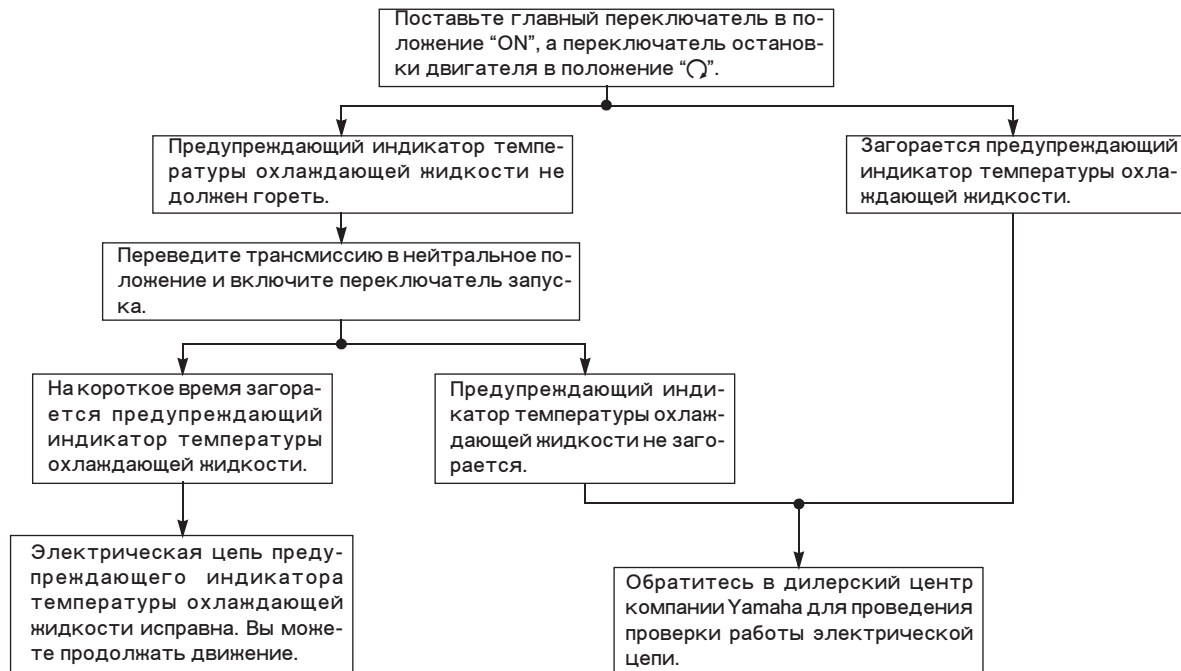 Поставьте главный переключатель в по-
ложение “ON”, а переключатель останов-
ки двигателя в положение “”.
Предупреждающий индикатор темпе-
ратуры охлаждающей жидкости не
должен гореть.
Загорается предупреждающий
индикатор температуры охла-
ждающей жидкости.
Переведите трансмиссию в нейтральное по-
ложение и включите переключатель запус-
ка.
На короткое время загора-
ется предупреждающий
индикатор температуры
охлаждающей жидкости.
Предупреждающий инди-
катор температуры охлаж-
дающей жидкости не заго-
рается.
Электрическая цепь преду-
преждающего индикатора
температуры охлаждающей
жидкости исправна. Вы може-
те продолжать движение.
Обратитесь в дилерский центр
компании Yamaha для проведения
проверки работы электрической
цепи.